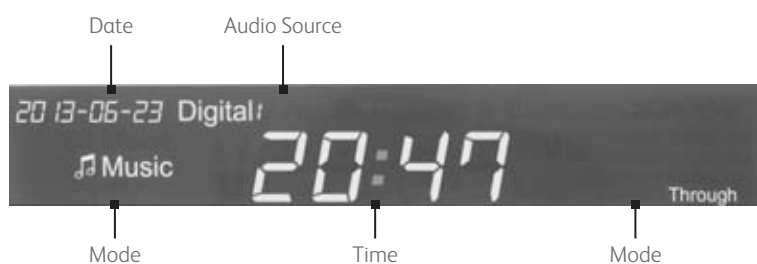 Date Audio Source
2013-06-23 Digital1
♫ Music 20:47
Through
Mode Time Mode